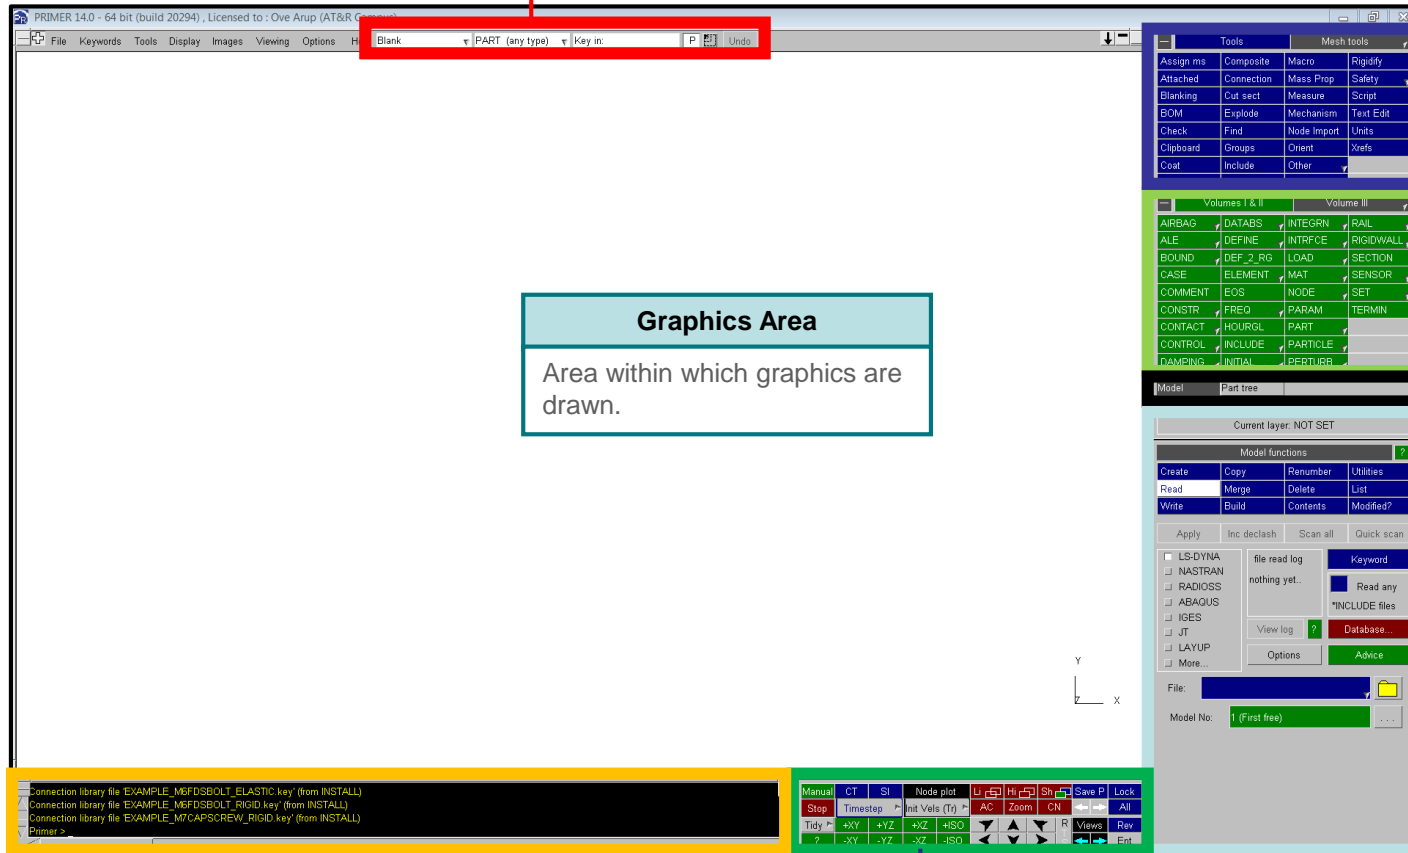 PRIMER 14.0 - 64 bit (build 20294) , Licensed to : Ove Arup (AT&R Campus)
File Keywords Tools Display Images Viewing Options
Blank PART (any type) Key in: P Undo
Tools Mesh tools
Assign ms Composite Macro Rigidify
Attached Connection Mass Prop Safety
Blanking Cut sect Measure Script
BOM Explode Mechanism Text Edit
Check Find Node Import Units
Clipboard Groups Orient Xrefs
Coat Include Other
Volumes I & II Volume III
AIRBAG DATABS INTEGRN RAIL
ALE DEFINE INTRFCE RIGIDWALL
BOUND DEF_2_RG LOAD SECTION
CASE ELEMENT MAT SENSOR
COMMENT EOS NODE SET
CONSTR FREQ PARAM TERMIN
CONTACT HOURGL PART
CONTROL INCLUDE PARTICLE
DAMPING INITIAL PERTURB
Graphics Area
Area within which graphics are
drawn.
Model Part tree
Current layer: NOT SET
Model functions ?
Create Copy Renumber Utilities
Read Merge Delete List
Write Build Contents Modified?
Apply Inc declash Scan all Quick scan
LS-DYNA file read log Keyword
NASTRAN nothing yet..
RADIOSS Read any
ABAQUS *INCLUDE files
IGES
JT View log ? Database...
LAYUP
More... Options Advice
File:
Model No: 1 (First free) ...
Y
Z X
Connection library file 'EXAMPLE_M6FDSBOLT_ELASTIC.key' (from INSTALL)
Connection library file 'EXAMPLE_M6FDSBOLT_RIGID.key' (from INSTALL)
Connection library file 'EXAMPLE_M7CAPSCREW_RIGID.key' (from INSTALL)
Primer >
Manual CT SI Node plot Li Hi Sh Save P Lock
Stop Timestep Init Vels (Tr) AC Zoom CN All
Tidy +XY +YZ +XZ +ISO R Views Rev
? -XY -YZ -XZ -ISO Ent